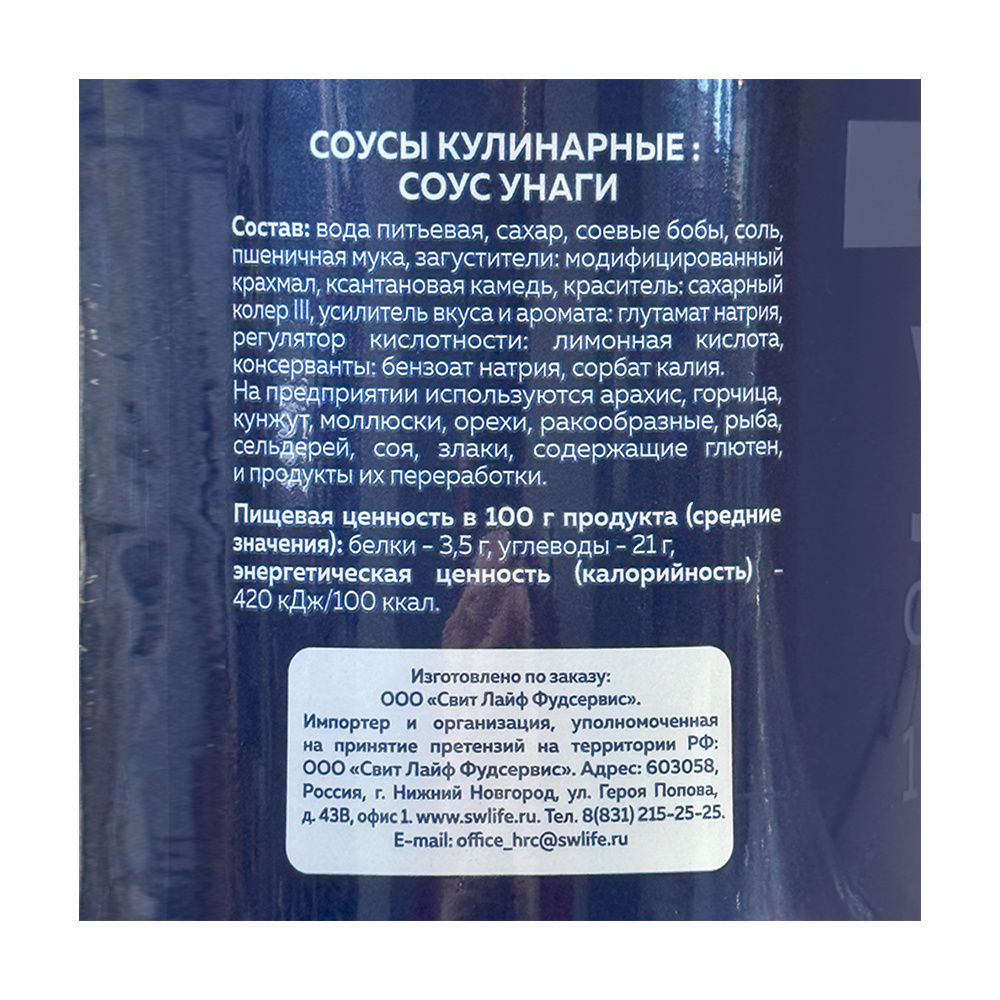 СОУСЫ КУЛИНАРНЫЕ :
СОУС УНАГИ
Состав: вода питьевая, сахар, соевые бобы, соль,
пшеничная мука, загустители: модифицированный
крахмал, ксантановая камедь, краситель: сахарный
колер III, усилитель вкуса и аромата: глутамат натрия,
регулятор кислотности: лимонная кислота,
консерванты: бензоат натрия, сорбат калия.
На предприятии используются арахис, горчица,
кунжут, моллюски, орехи, ракообразные, рыба,
сельдерей, соя, злаки, содержащие глютен,
и продукты их переработки.
Пищевая ценность в 100 г продукта (средние
значения): белки – 3,5 г, углеводы – 21 г,
энергетическая ценность (калорийность) -
420 кДж/100 ккал.
Изготовлено по заказу:
ООО «Свит Лайф Фудсервис».
Импортер и организация, уполномоченная
на принятие претензий на территории РФ:
ООО «Свит Лайф Фудсервис». Адрес: 603058,
Россия, г. Нижний Новгород, ул. Героя Попова,
д. 43В, офис 1. www.swlife.ru. Тел. 8(831) 215-25-25.
E-mail: office_hrc@swlife.ru